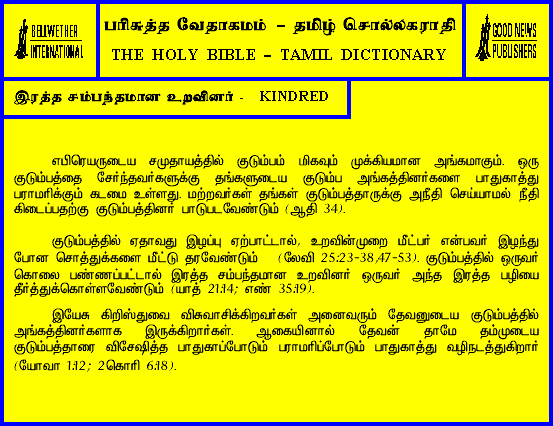 BELLWETHER
INTERNATIONAL
பரிசுத்த வேதாகமம் – தமிழ் சொல்லகராதி
THE HOLY BIBLE – TAMIL DICTIONARY
GOOD NEWS
PUBLISHERS
இரத்த சம்பந்தமான உறவினர் - KINDRED
எபிரெயருடைய சமுதாயத்தில் குடும்பம் மிகவும் முக்கியமான அங்கமாகும். ஒரு
குடும்பத்தை சேர்ந்தவர்களுக்கு தங்களுடைய குடும்ப அங்கத்தினர்களை பாதுகாத்து
பராமரிக்கும் கடமை உள்ளது. மற்றவர்கள் தங்கள் குடும்பத்தாருக்கு அநீதி செய்யாமல் நீதி
கிடைப்பதற்கு குடும்பத்தினர் பாடுபடவேண்டும் (ஆதி 34).
குடும்பத்தில் ஏதாவது இழப்பு ஏற்பாட்டால், உறவின்முறை மீட்பர் என்பவர் இழந்து
போன சொத்துக்களை மீட்டு தரவேண்டும் (லேவி 25:23-38,47-53). குடும்பத்தில் ஒருவர்
கொலை பண்ணப்பட்டால் இரத்த சம்பந்தமான உறவினர் ஒருவர் அந்த இரத்த பழியை
தீர்த்துக்கொள்ளவேண்டும் (யாத் 21:14; எண் 35:19).
இயேசு கிறிஸ்துவை விசுவாசிக்கிறவர்கள் அனைவரும் தேவனுடைய குடும்பத்தில்
அங்கத்தினர்களாக இருக்கிறார்கள். ஆகையினால் தேவன் தாமே தம்முடைய
குடும்பத்தாரை விசேஷித்த பாதுகாப்போடும் பராமரிப்போடும் பாதுகாத்து வழிநடத்துகிறார்
(யோவா 1:12; 2கொரி 6:18).